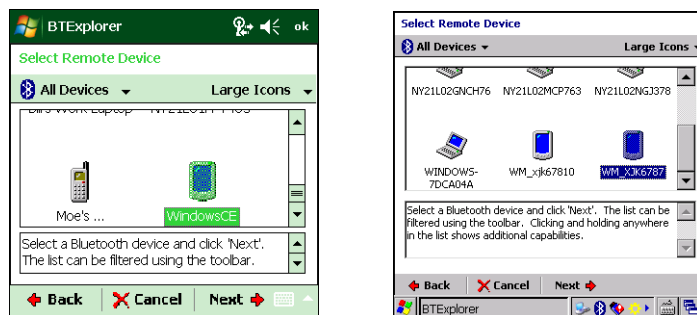 BTExplorer
ok
Select Remote Device
All Devices
Large Icons
Moe's ...
WindowsCE
Select a Bluetooth device and click 'Next'.
The list can be filtered using the toolbar.
Back
Cancel
Next
Select Remote Device
All Devices
Large Icons
NY21L02GNCH76 NY21L02MCP763 NY21L02NGJ378
WINDOWS-
7DCA04A
WM_xjk67810
WM_XJK6787
Select a Bluetooth device and click 'Next'. The list can be
filtered using the toolbar. Clicking and holding anywhere
in the list shows additional capabilities.
Back
Cancel
Next
BTExplorer